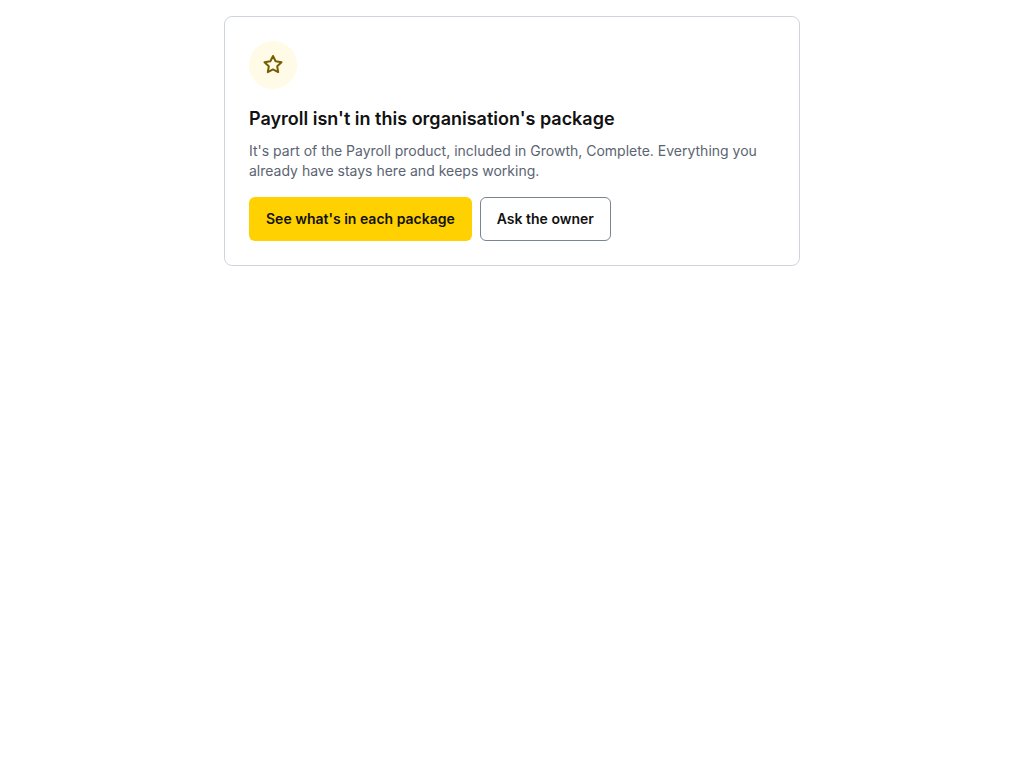 Payroll isn't in this organisation's package
It's part of the Payroll product, included in Growth, Complete. Everything you
already have stays here and keeps working.
See what's in each package
Ask the owner